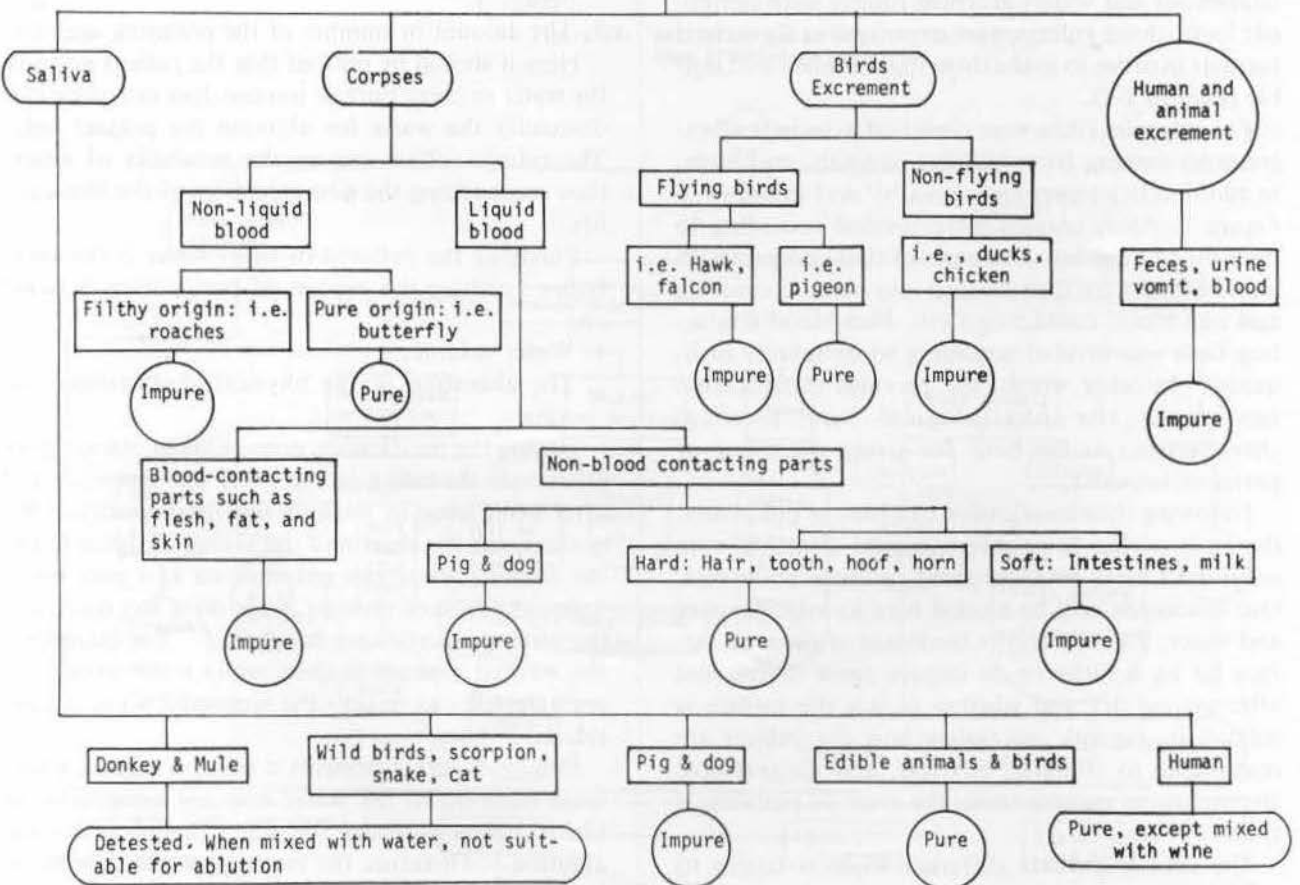 Saliva
Corpses
Birds
Excrement
Human and
animal
excrement
Non-liquid
blood
Liquid
blood
Flying birds
Non-flying
birds
Filthy origin: i.e.
roaches
Pure origin: i.e.
butterfly
i.e. Hawk,
falcon
i.e.
pigeon
i.e., ducks,
chicken
Feces, urine
vomit, blood
Impure
Pure
Impure
Pure
Impure
Impure
Blood-contacting
parts such as
flesh, fat, and
skin
Non-blood contacting parts
Pig & dog
Hard: Hair, tooth, hoof, horn
Soft: Intestines, milk
Impure
Impure
Pure
Impure
Donkey & Mule
Wild birds, scorpion,
snake, cat
Pig & dog
Edible animals & birds
Human
Detested. When mixed with water, not suit-
able for ablution
Impure
Pure
Pure, except mixed
with wine